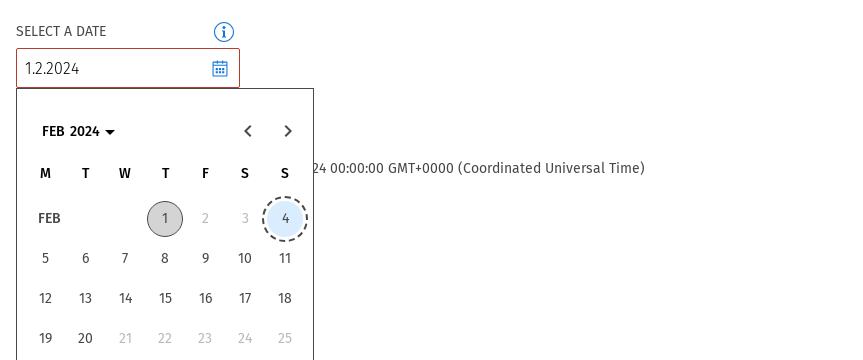 SELECT A DATE
1.2.2024
FEB 2024
24 00:00:00 GMT+0000 (Coordinated Universal Time)
M T W T F S S
FEB 1 2 3 4
5 6 7 8 9 10 11
12 13 14 15 16 17 18
19 20 21 22 23 24 25